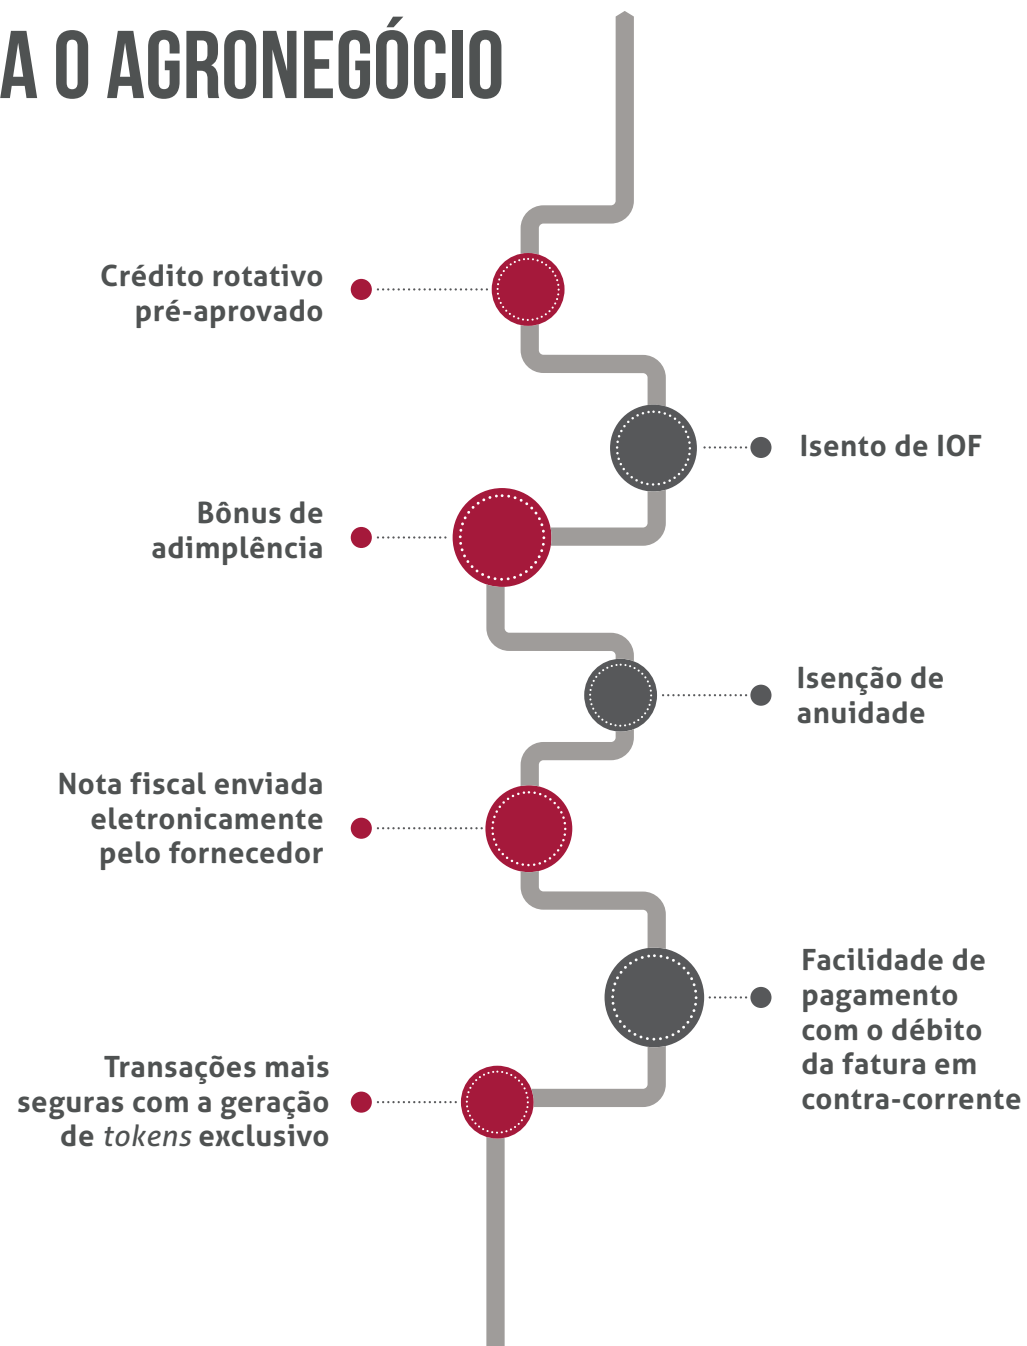 A O AGRONEGÓCIO
Crédito rotativo
pré-aprovado
Isento de IOF
Bônus de
adimplência
Isenção de
anuidade
Nota fiscal enviada
eletronicamente
pelo fornecedor
Facilidade de
pagamento
com o débito
da fatura em
contra-corrente
Transações mais
seguras com a geração
de tokens exclusivo